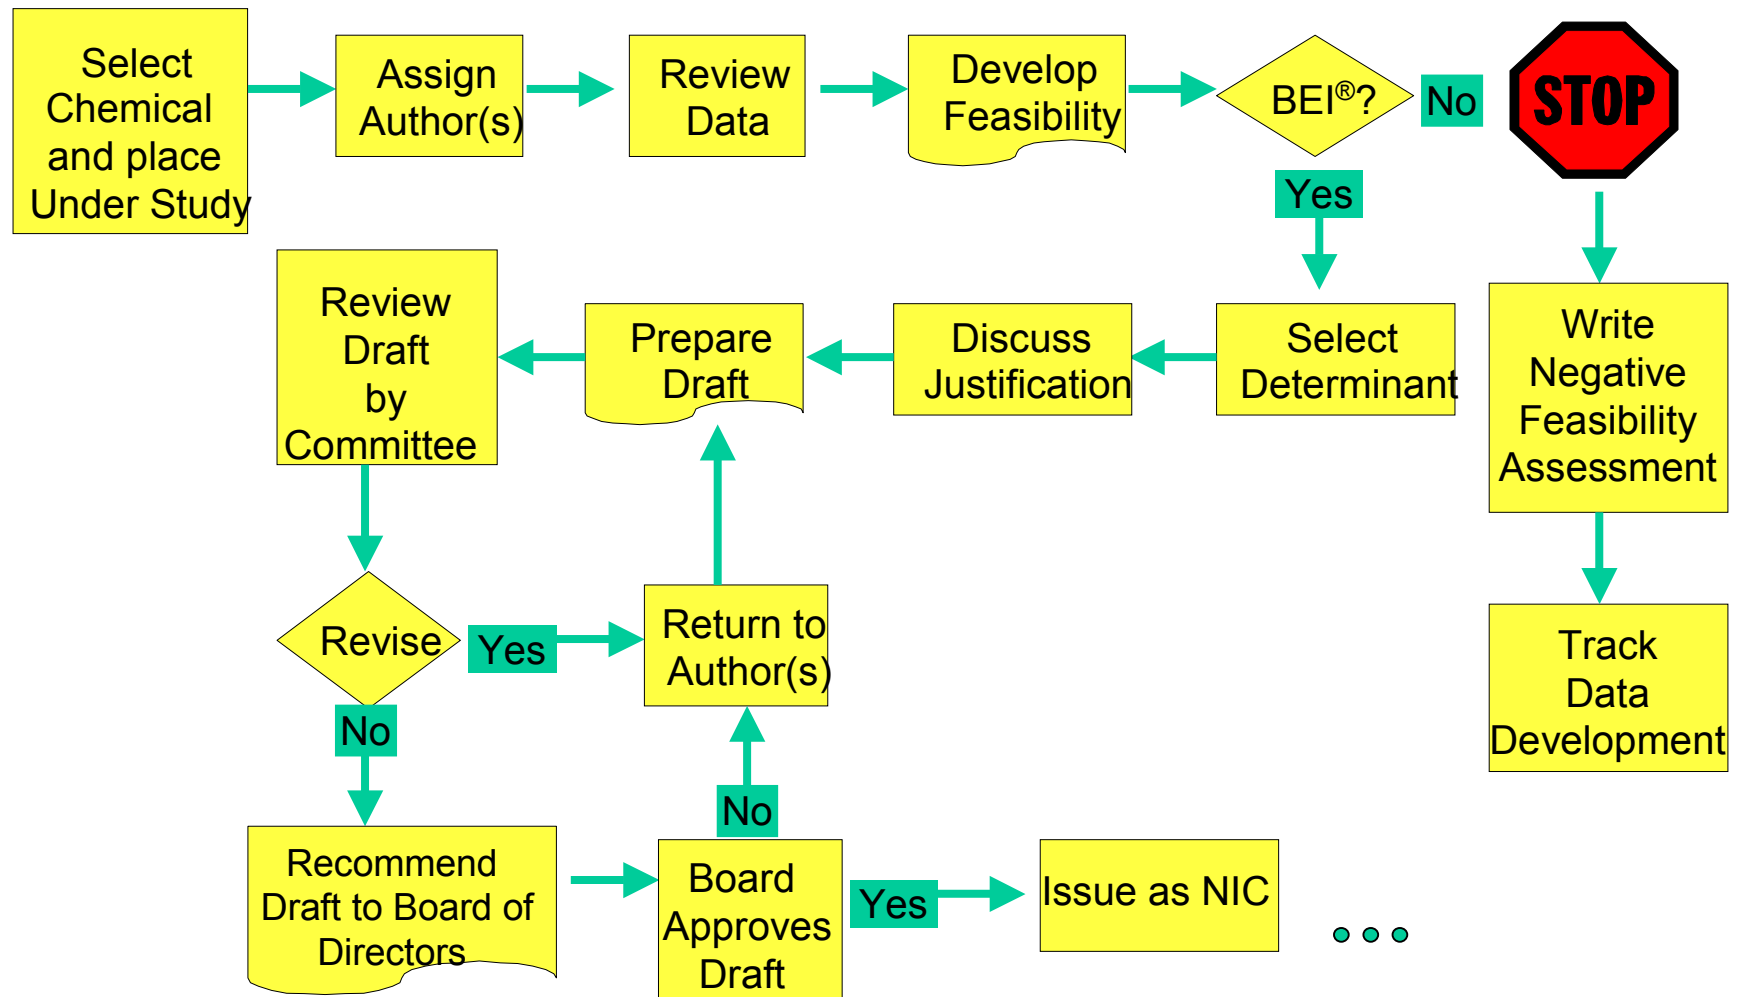 Select
Chemical
and place
Under Study
Assign
Author(s)
Review
Data
Develop
Feasibility
BEI®?
No
STOP
Yes
Review
Draft
by
Committee
Prepare
Draft
Discuss
Justification
Select
Determinant
Write
Negative
Feasibility
Assessment
Revise
Yes
Return to
Author(s)
Track
Data
Development
No
No
Recommend
Draft to Board of
Directors
Board
Approves
Draft
Yes
Issue as NIC